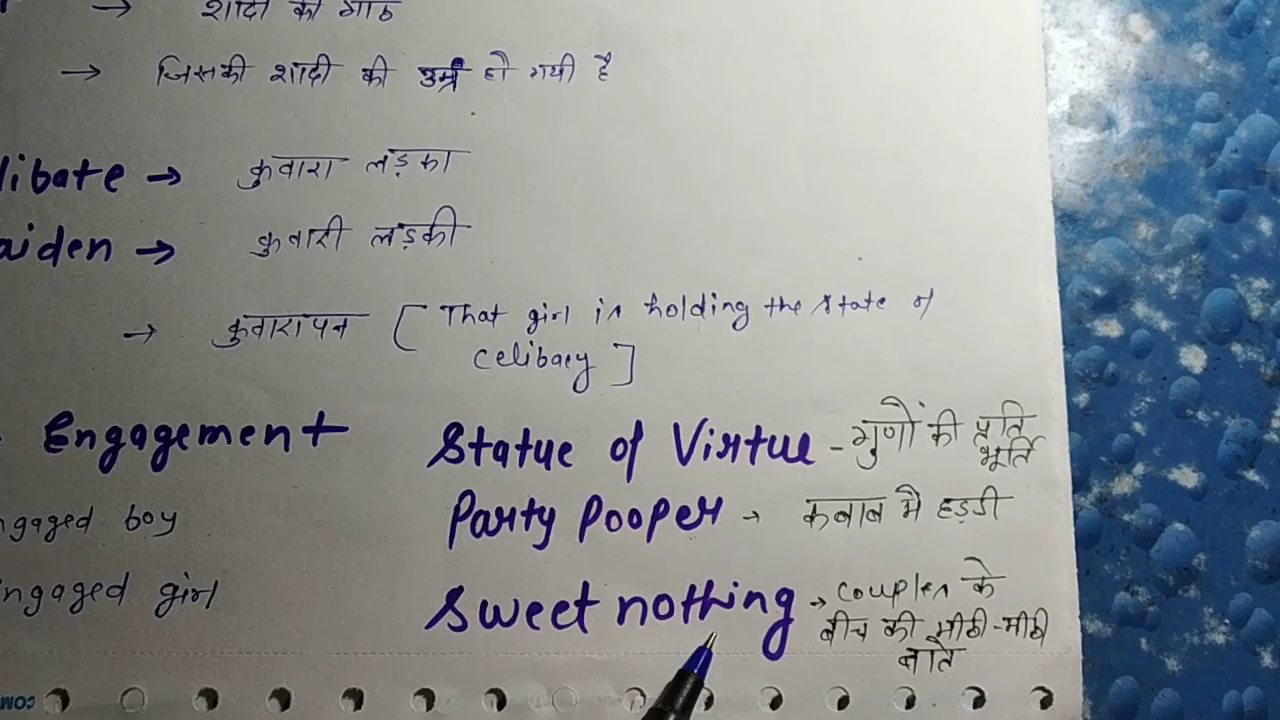 → शादी की गाँठ
→ जिसकी शादी की उम्र हो गयी है
libate → कुवारा लड़का
aiden → कुवारी लड़की
→ कुवारापन [That girl is holding the state of
celibacy]
Engagement
ngaged boy
ngaged girl
Statue of Virtue - गुणों की प्रति
मूर्ति
Party Pooper → कबाब मे हड्डी
Sweet nothing → couples के
बीच की मीठी-मीठी
बाते
COM